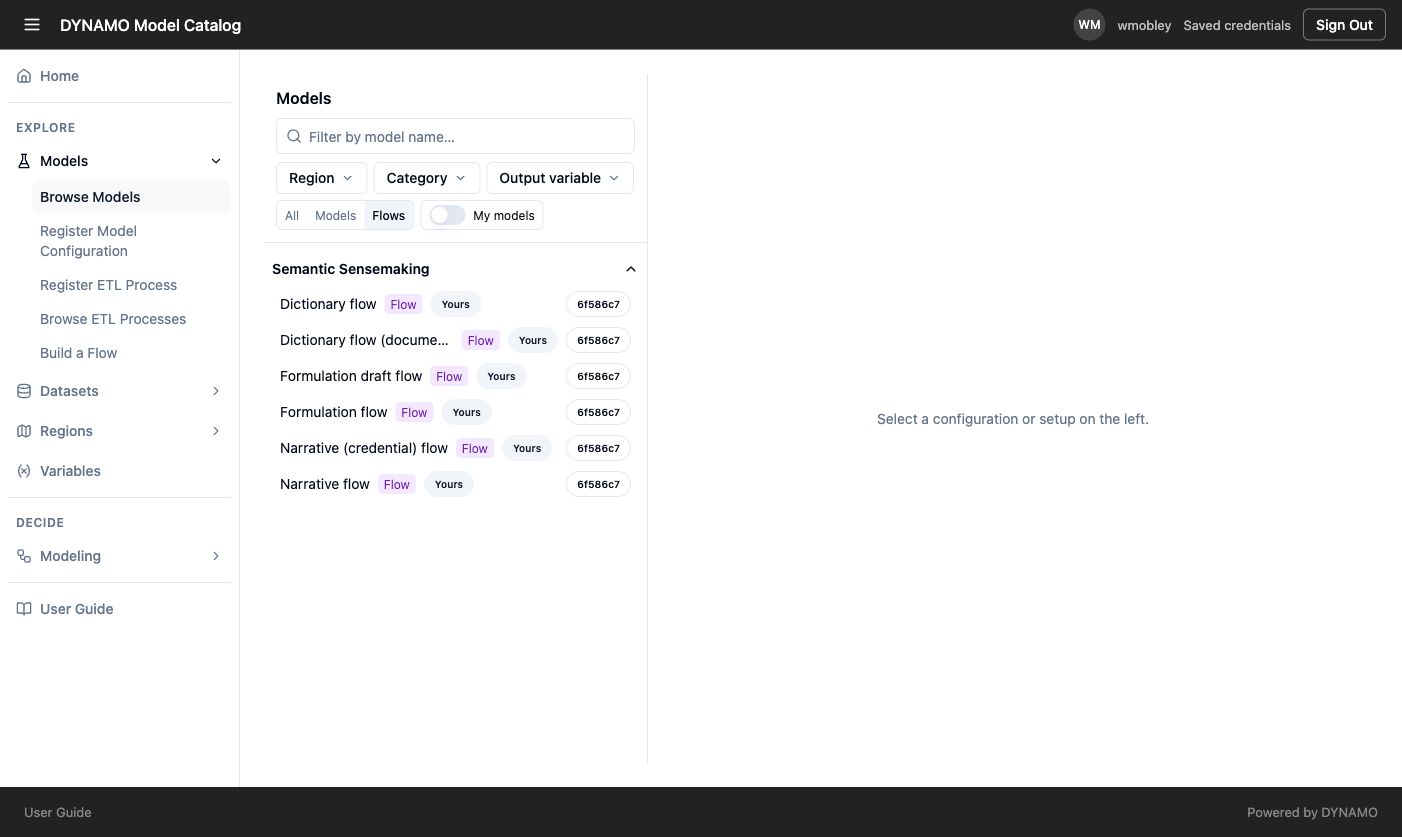 DYNAMO Model Catalog
WM wmobley Saved credentials Sign Out
Home
EXPLORE
Models
Browse Models
Register Model
Configuration
Register ETL Process
Browse ETL Processes
Build a Flow
Datasets
Regions
Variables
DECIDE
Modeling
User Guide
Models
Filter by model name...
Region Category Output variable
All Models Flows My models
Semantic Sensemaking
Dictionary flow Flow Yours 6f586c7
Dictionary flow (docume... Flow Yours 6f586c7
Formulation draft flow Flow Yours 6f586c7
Formulation flow Flow Yours 6f586c7
Narrative (credential) flow Flow Yours 6f586c7
Narrative flow Flow Yours 6f586c7
Select a configuration or setup on the left.
User Guide
Powered by DYNAMO